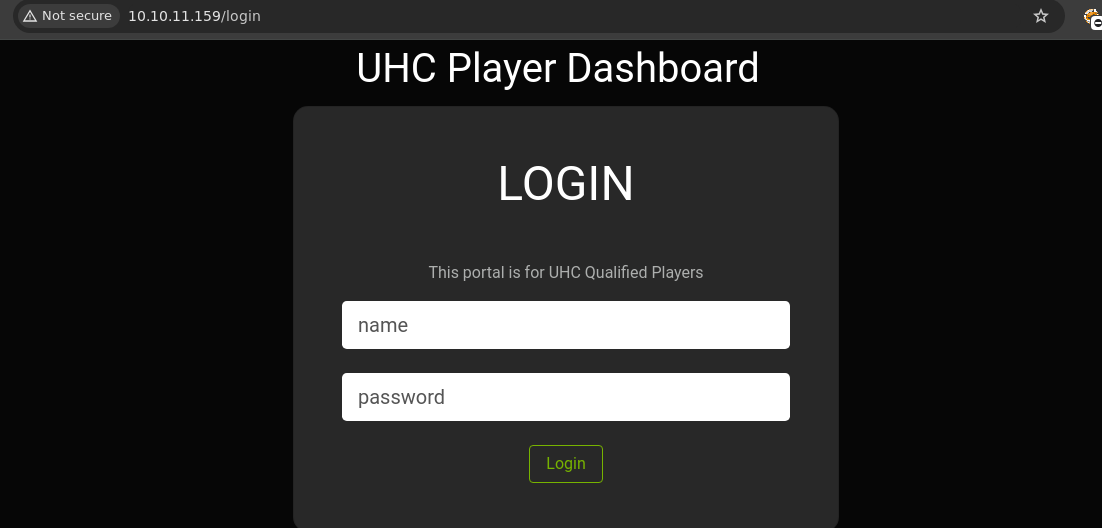 Not secure 10.10.11.159/login
UHC Player Dashboard
LOGIN
This portal is for UHC Qualified Players
name
password
Login